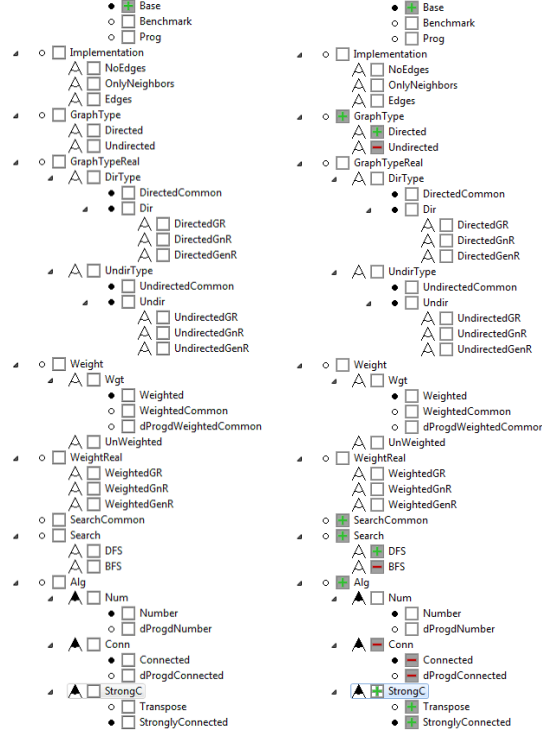 Base
Benchmark
Prog
Implementation
NoEdges
OnlyNeighbors
Edges
GraphType
Directed
Undirected
GraphTypeReal
DirType
DirectedCommon
Dir
DirectedGR
DirectedGnR
DirectedGenR
UndirType
UndirectedCommon
Undir
UndirectedGR
UndirectedGnR
UndirectedGenR
Weight
Wgt
Weighted
WeightedCommon
dProgdWeightedCommon
UnWeighted
WeightReal
WeightedGR
WeightedGnR
WeightedGenR
SearchCommon
Search
DFS
BFS
Alg
Num
Number
dProgdNumber
Conn
Connected
dProgdConnected
StrongC
Transpose
StronglyConnected
Base
Benchmark
Prog
Implementation
NoEdges
OnlyNeighbors
Edges
GraphType
Directed
Undirected
GraphTypeReal
DirType
DirectedCommon
Dir
DirectedGR
DirectedGnR
DirectedGenR
UndirType
UndirectedCommon
Undir
UndirectedGR
UndirectedGnR
UndirectedGenR
Weight
Wgt
Weighted
WeightedCommon
dProgdWeightedCommon
UnWeighted
WeightReal
WeightedGR
WeightedGnR
WeightedGenR
SearchCommon
Search
DFS
BFS
Alg
Num
Number
dProgdNumber
Conn
Connected
dProgdConnected
StrongC
Transpose
StronglyConnected